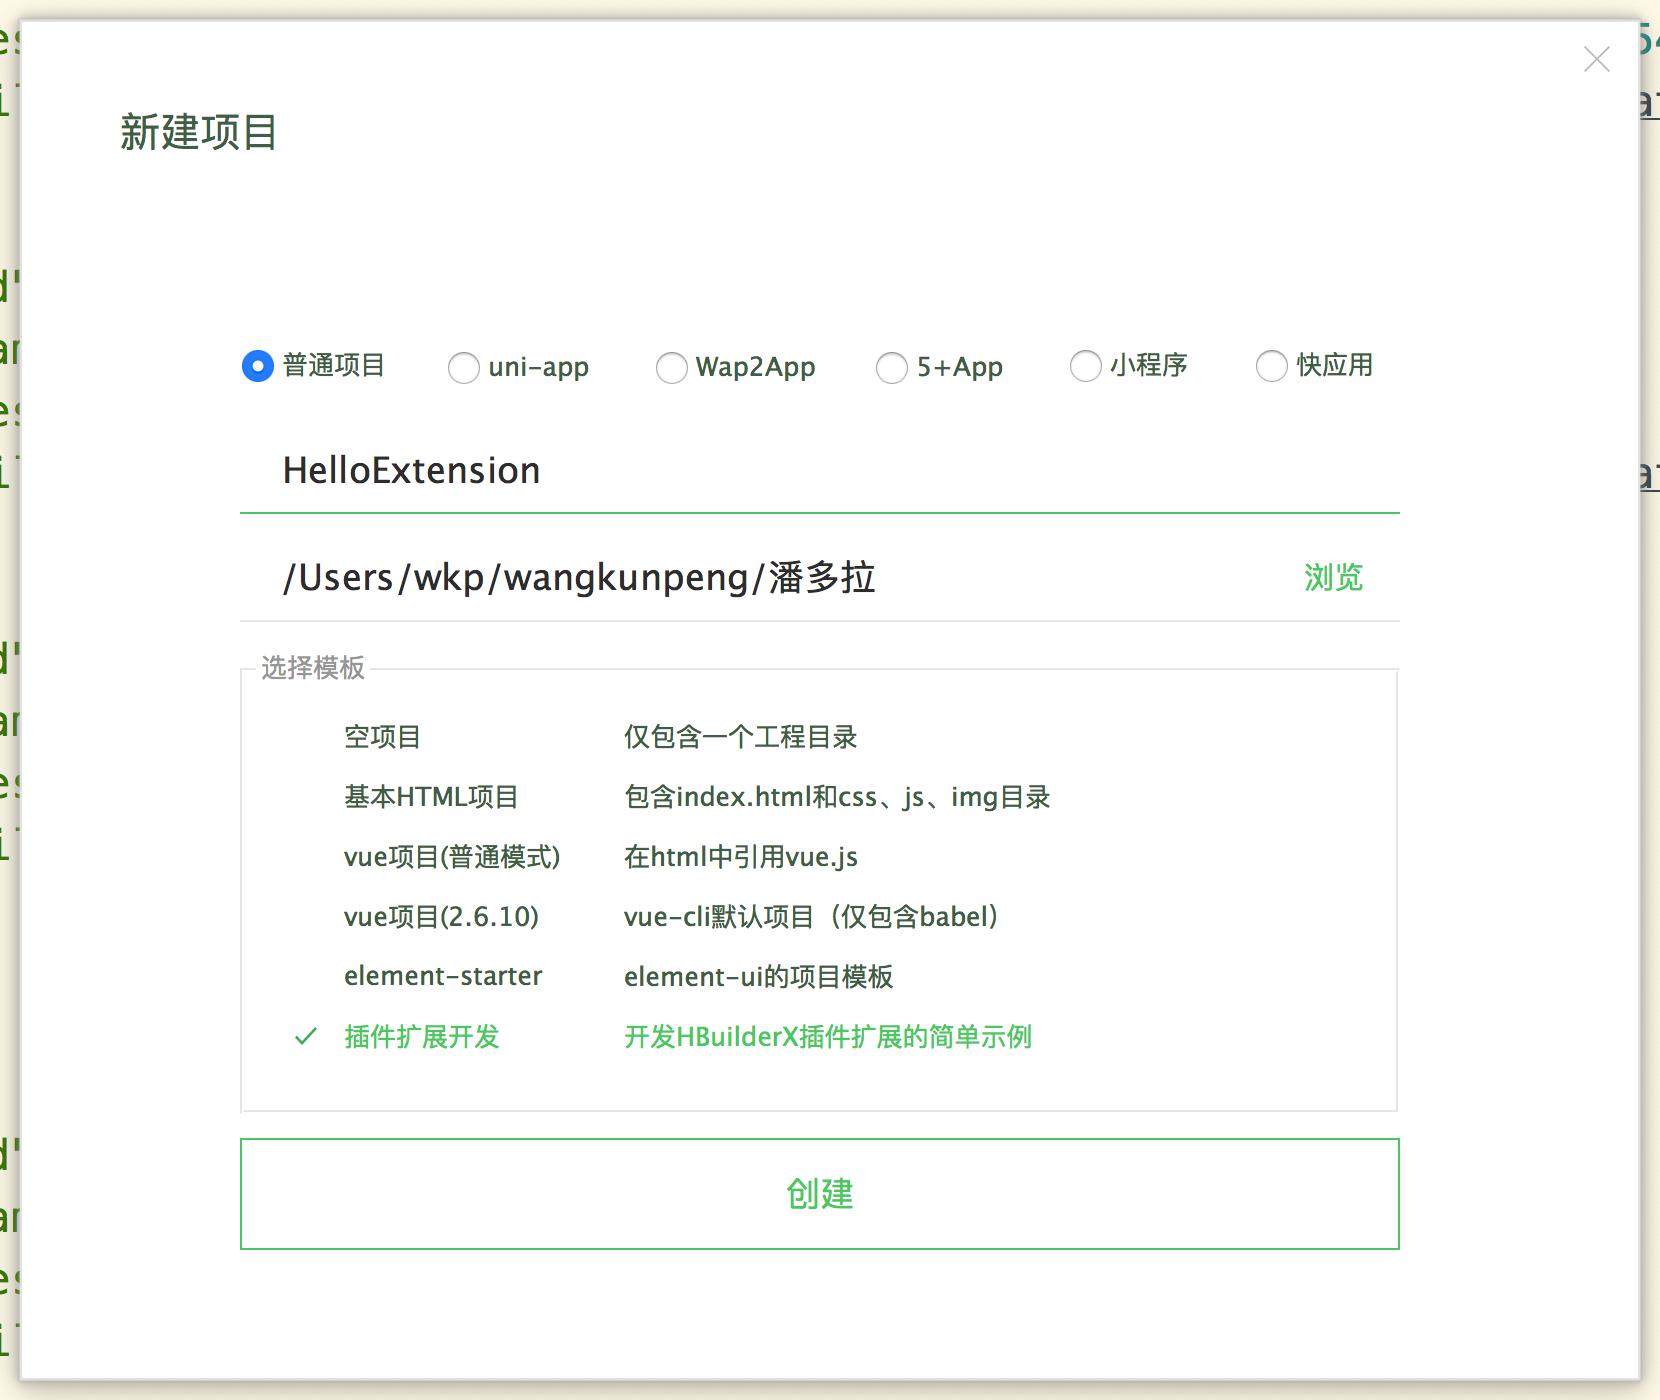 新建项目
普通项目 uni-app Wap2App 5+App 小程序 快应用
HelloExtension
/Users/wkp/wangkunpeng/潘多拉 浏览
选择模板
空项目 仅包含一个工程目录
基本HTML项目 包含index.html和css、js、img目录
vue项目(普通模式) 在html中引用vue.js
vue项目(2.6.10) vue-cli默认项目（仅包含babel）
element-starter element-ui的项目模板
插件扩展开发 开发HBuilderX插件扩展的简单示例
创建